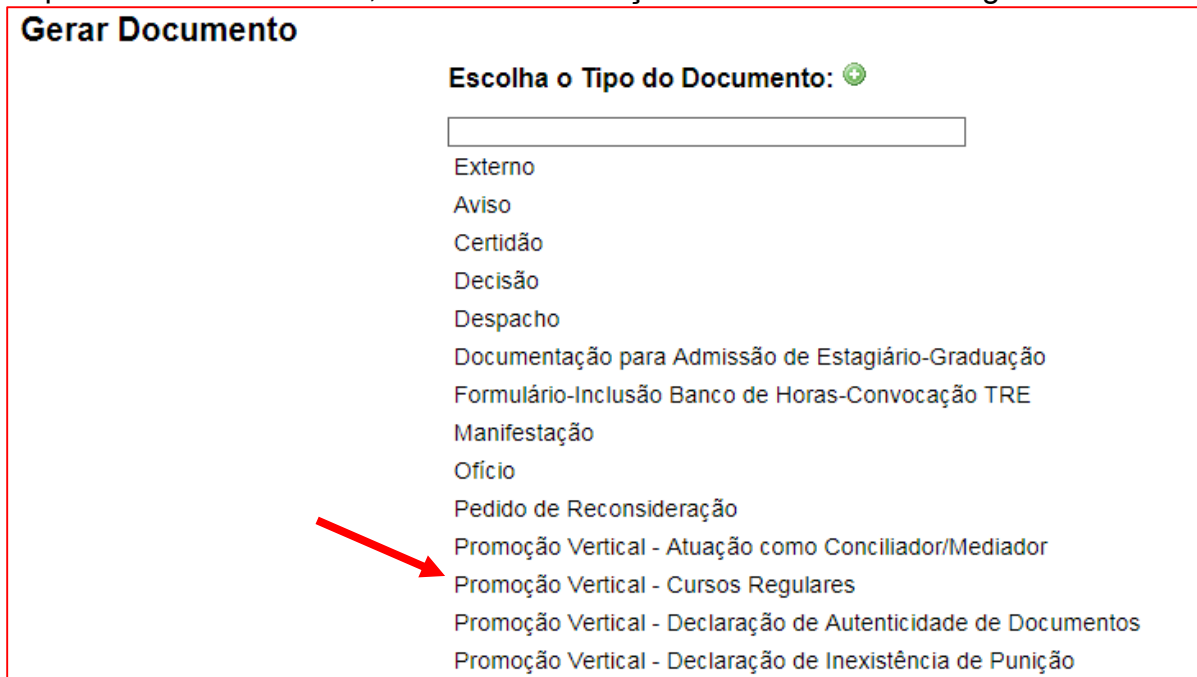 Gerar Documento
Escolha o Tipo do Documento:
Externo
Aviso
Certidão
Decisão
Despacho
Documentação para Admissão de Estagiário-Graduação
Formulário-Inclusão Banco de Horas-Convocação TRE
Manifestação
Ofício
Pedido de Reconsideração
Promoção Vertical - Atuação como Conciliador/Mediador
Promoção Vertical - Cursos Regulares
Promoção Vertical - Declaração de Autenticidade de Documentos
Promoção Vertical - Declaração de Inexistência de Punição